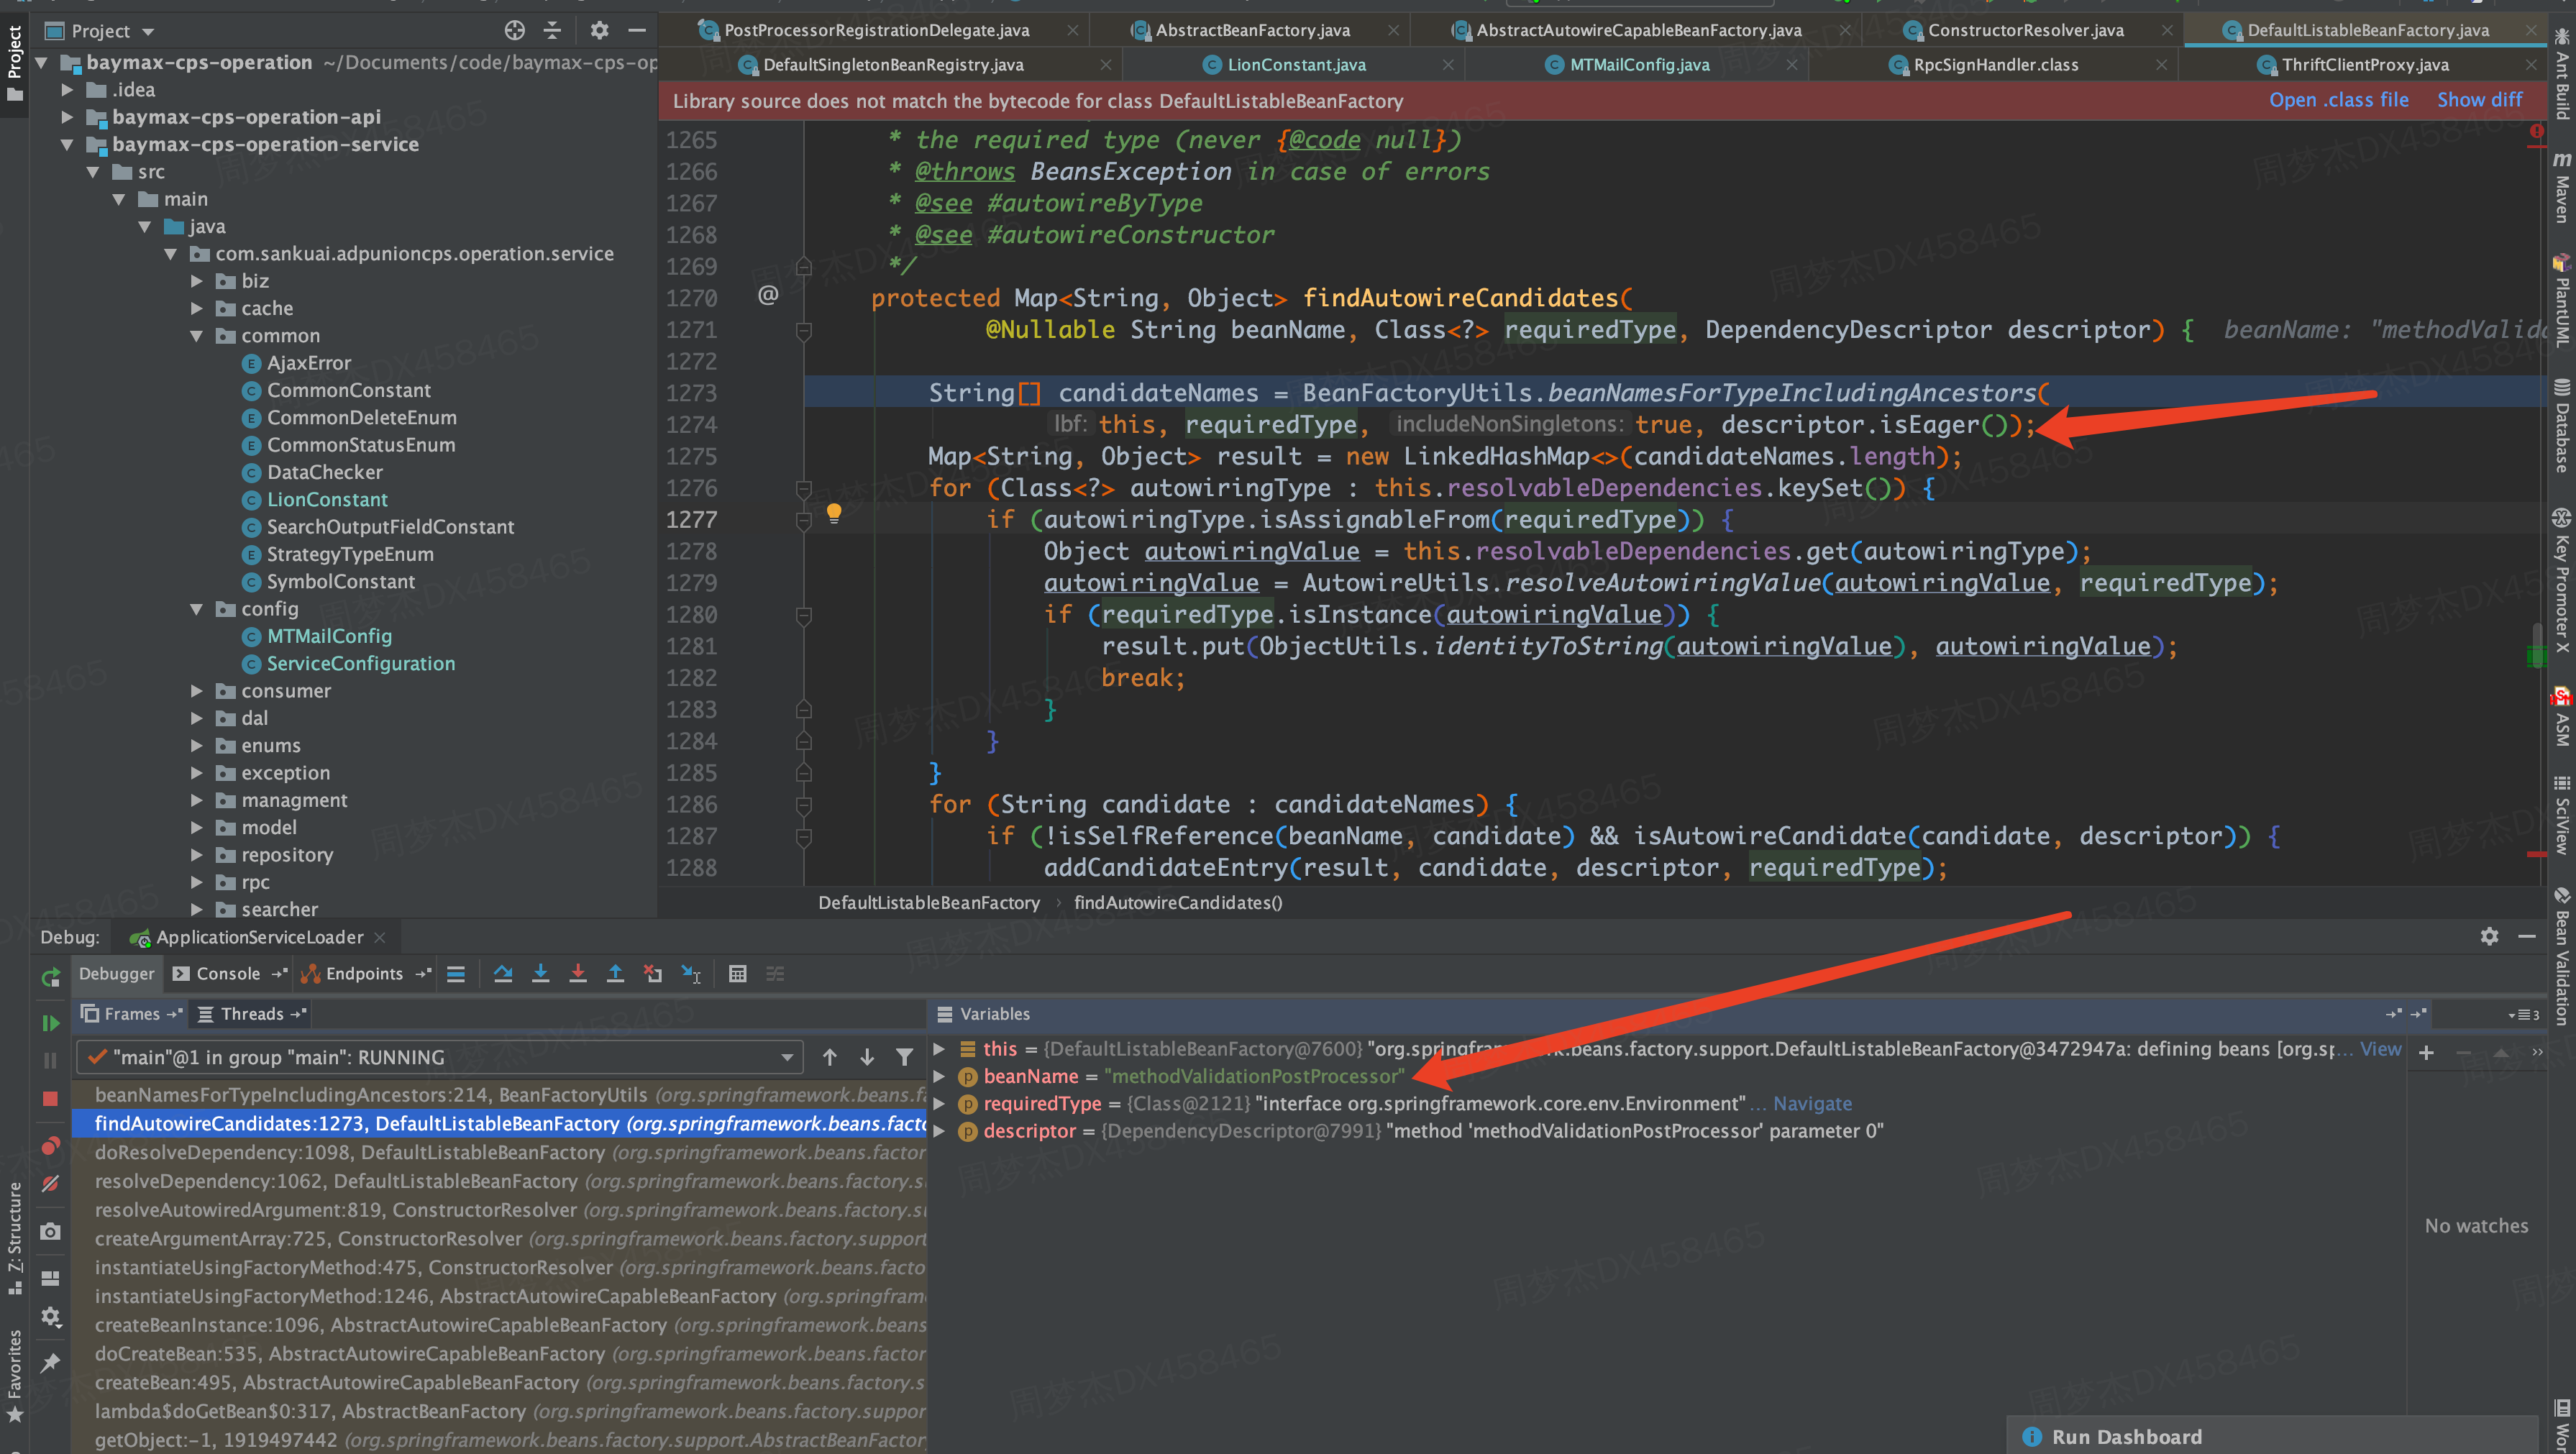 Project
PostProcessorRegistrationDelegate.java
AbstractBeanFactory.java
AbstractAutowireCapableBeanFactory.java
ConstructorResolver.java
DefaultListableBeanFactory.java
DefaultSingletonBeanRegistry.java
LionConstant.java
MTMailConfig.java
RpcSignHandler.class
ThriftClientProxy.java
Library source does not match the bytecode for class DefaultListableBeanFactory
Open .class file
Show diff
Project
baymax-cps-operation ~/Documents/code/baymax-cps-op
.idea
baymax-cps-operation-api
baymax-cps-operation-service
src
main
java
com.sankuai.adpunioncps.operation.service
biz
cache
common
AjaxError
CommonConstant
CommonDeleteEnum
CommonStatusEnum
DataChecker
LionConstant
SearchOutputFieldConstant
StrategyTypeEnum
SymbolConstant
config
MTMailConfig
ServiceConfiguration
consumer
dal
enums
exception
managment
model
repository
rpc
searcher
1265 * the required type (never {@code null})
1266 * @throws BeansException in case of errors
1267 * @see #autowireByType
1268 * @see #autowireConstructor
1269 */
1270 @ protected Map<String, Object> findAutowireCandidates(
1271 @Nullable String beanName, Class<?> requiredType, DependencyDescriptor descriptor) { beanName: "methodValida
1272
1273 String[] candidateNames = BeanFactoryUtils.beanNamesForTypeIncludingAncestors(
1274 lbf: this, requiredType, includeNonSingletons: true, descriptor.isEager());
1275 Map<String, Object> result = new LinkedHashMap<>(candidateNames.length);
1276 for (Class<?> autowiringType : this.resolvableDependencies.keySet()) {
1277 if (autowiringType.isAssignableFrom(requiredType)) {
1278 Object autowiringValue = this.resolvableDependencies.get(autowiringType);
1279 autowiringValue = AutowireUtils.resolveAutowiringValue(autowiringValue, requiredType);
1280 if (requiredType.isInstance(autowiringValue)) {
1281 result.put(ObjectUtils.identityToString(autowiringValue), autowiringValue);
1282 break;
1283 }
1284 }
1285 }
1286 for (String candidate : candidateNames) {
1287 if (!isSelfReference(beanName, candidate) && isAutowireCandidate(candidate, descriptor)) {
1288 addCandidateEntry(result, candidate, descriptor, requiredType);
DefaultListableBeanFactory › findAutowireCandidates()
Ant Build
Maven
PlantUML
Database
Key Promoter X
ASM
SciView
Bean Validation
Debug: ApplicationServiceLoader
Debugger Console Endpoints
Frames Threads
"main"@1 in group "main": RUNNING
beanNamesForTypeIncludingAncestors:214, BeanFactoryUtils (org.springframework.beans.fa
findAutowireCandidates:1273, DefaultListableBeanFactory (org.springframework.beans.facto
doResolveDependency:1098, DefaultListableBeanFactory (org.springframework.beans.factor
resolveDependency:1062, DefaultListableBeanFactory (org.springframework.beans.factory.su
resolveAutowiredArgument:819, ConstructorResolver (org.springframework.beans.factory.su
createArgumentArray:725, ConstructorResolver (org.springframework.beans.factory.support
instantiateUsingFactoryMethod:475, ConstructorResolver (org.springframework.beans.facto
instantiateUsingFactoryMethod:1246, AbstractAutowireCapableBeanFactory (org.springfram
createBeanInstance:1096, AbstractAutowireCapableBeanFactory (org.springframework.beans
doCreateBean:535, AbstractAutowireCapableBeanFactory (org.springframework.beans.factor
createBean:495, AbstractAutowireCapableBeanFactory (org.springframework.beans.factory.s
lambda$doGetBean$0:317, AbstractBeanFactory (org.springframework.beans.factory.suppor
getObject:-1, 1919497442 (org.springframework.beans.factory.support.AbstractBeanFactor
Variables
this = {DefaultListableBeanFactory@7600} "org.springframework.beans.factory.support.DefaultListableBeanFactory@3472947a: defining beans [org.sp... View
beanName = "methodValidationPostProcessor"
requiredType = {Class@2121} "interface org.springframework.core.env.Environment" ... Navigate
descriptor = {DependencyDescriptor@7991} "method 'methodValidationPostProcessor' parameter 0"
3
No watches
Z: Structure
Favorites
Run Dashboard
周梦杰DX458465